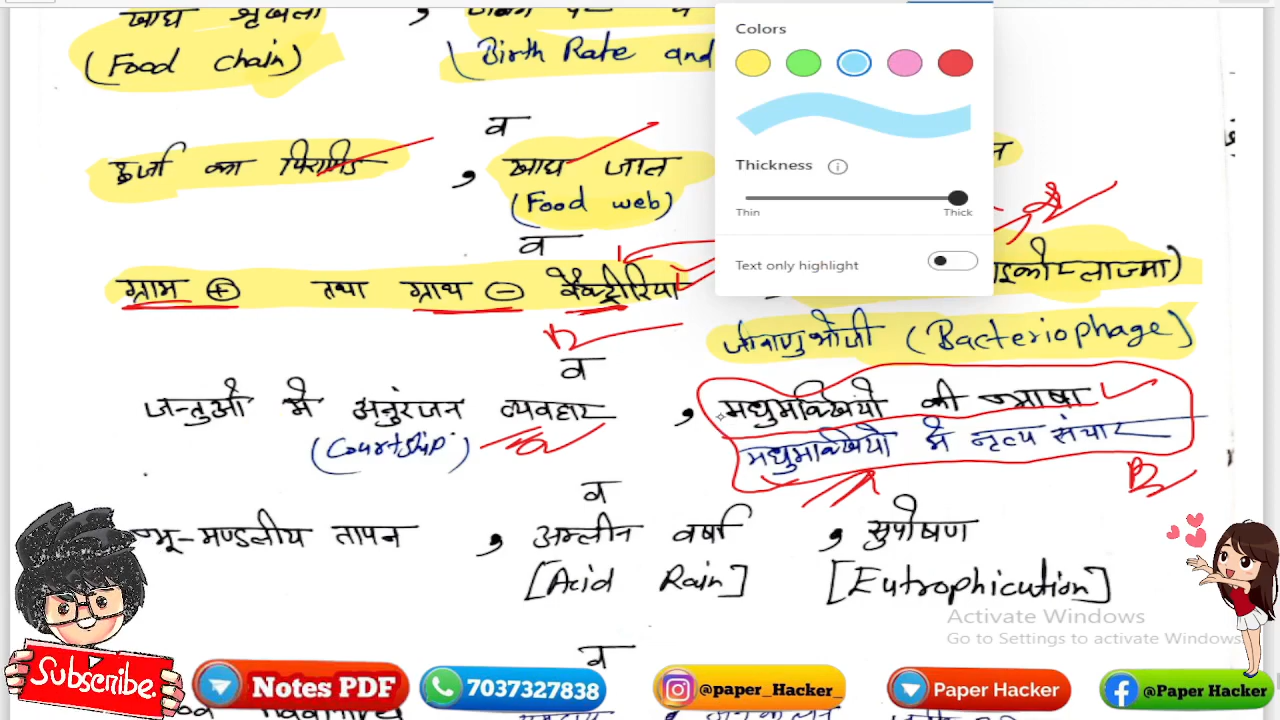 खाद्य श्रृंखला ,
(Food chain) (Birth Rate and
व
ऊर्जा का पिरामिड , खाद्य जाल
(Food web)
व
ग्राम + तथा ग्राथ - बैक्टीरिया
जीवाणुभोजी (Bacteriophage)
व
जन्तुओ मे अनुरंजन व्यवहार , मधुमक्खियो की भाषा
(Courtship) मधुमक्खियो मे नृत्य संचार
व
भू-मण्डलीय तापन , अम्लीय वर्षा , सुपोषण
[Acid Rain] [Eutrophicution]
व
Colors
Thickness
Thin Thick
Text only highlight
Activate Windows
Go to Settings to activate Windows.
Subscribe.
Notes PDF
7037327838
@paper_Hacker_
Paper Hacker
@Paper Hacker